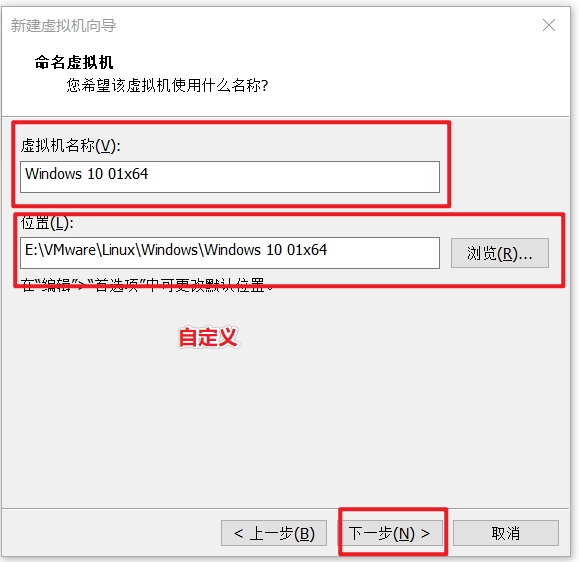 新建虚拟机向导
命名虚拟机
您希望该虚拟机使用什么名称?
虚拟机名称(V):
Windows 10 01x64
位置(L):
E:\VMware\Linux\Windows\Windows 10 01x64
浏览(R)...
在“编辑”>“首选项”中可更改默认位置。
自定义
< 上一步(B)
下一步(N) >
取消